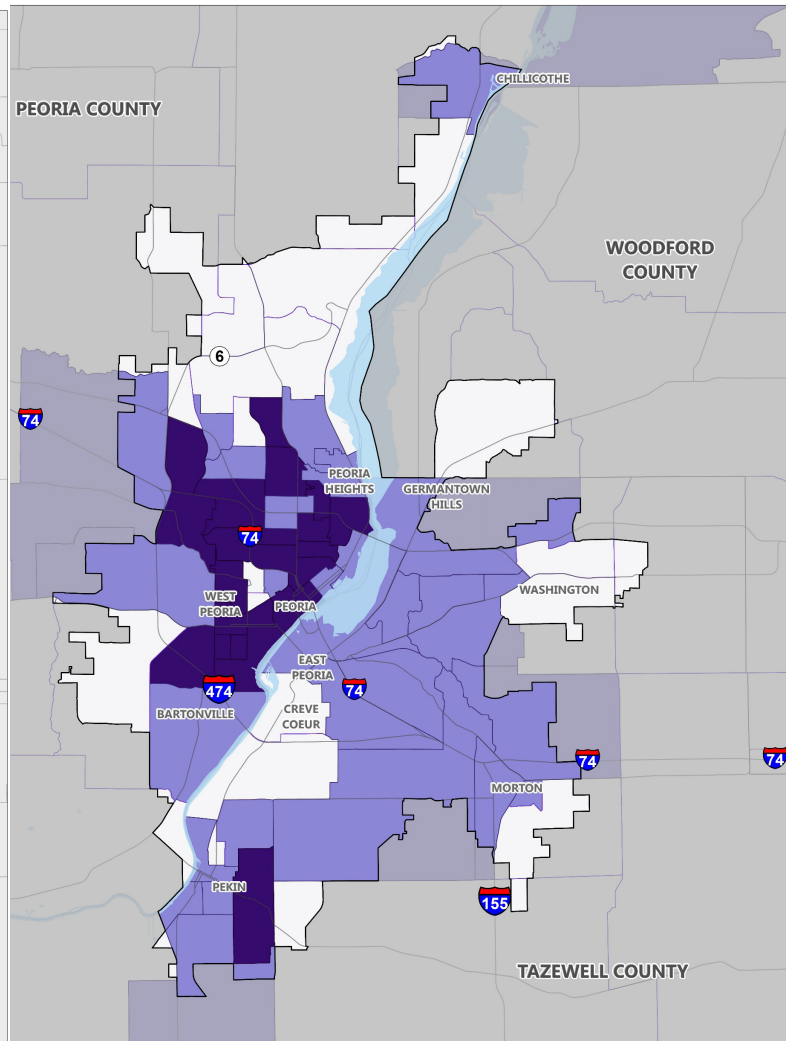 CHILLICOTHE
PEORIA COUNTY
WOODFORD
COUNTY
6
74
PEORIA
HEIGHTS
GERMANTOWN
HILLS
74
WASHINGTON
WEST
PEORIA
PEORIA
EAST
PEORIA
474
74
CREVE
COEUR
BARTONVILLE
74
74
MORTON
PEKIN
155
TAZEWELL COUNTY